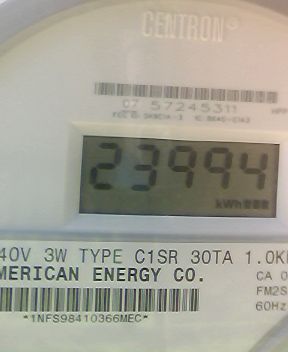 CENTRON®
07 57245311
23994
kWh
40V 3W TYPE C1SR 30TA 1.0K
MERICAN ENERGY CO.
CA 0
FM2S
60Hz
*1NFS98410366MEC*